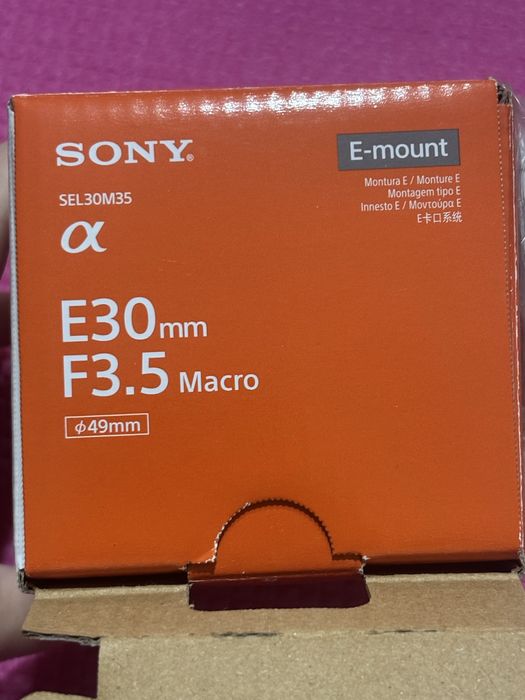 SONY®
E-mount
SEL30M35
Montura E / Monture E
Montagem tipo E
Innesto E / Μοντούρα E
E卡口系统
α
E30mm
F3.5 Macro
ϕ49mm